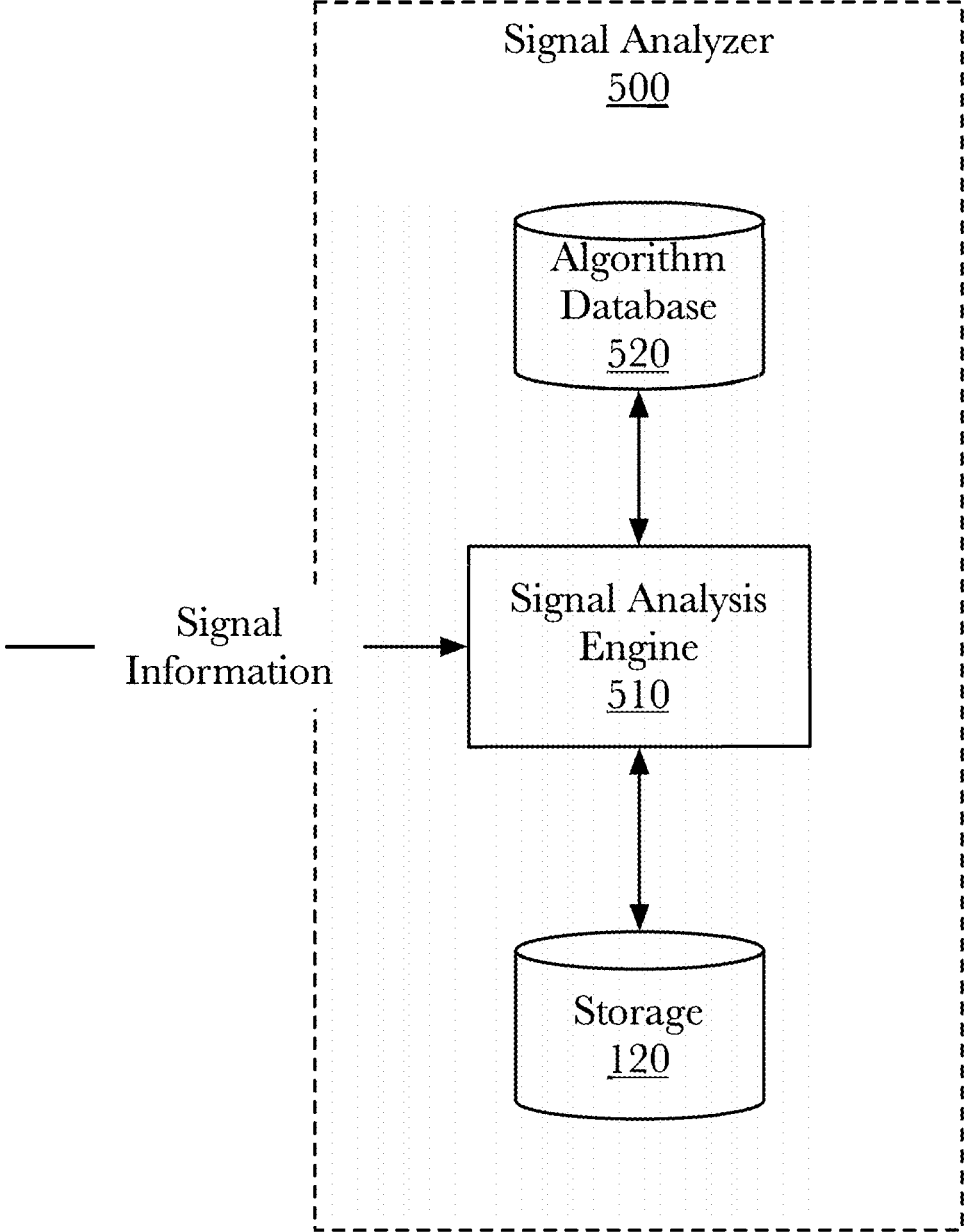 Signal Analyzer
500
Algorithm
Database
520
Signal
Information
Signal Analysis
Engine
510
Storage
120